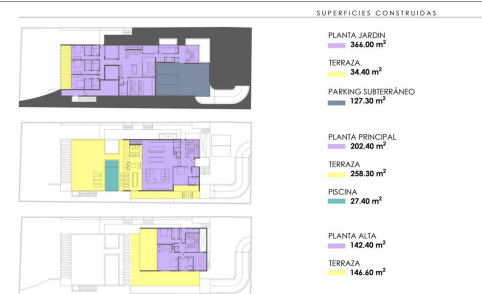 SUPERFICIES CONSTRUIDAS
PLANTA JARDIN
366.00 m²
TERRAZA
34.40 m²
PARKING SUBTERRÁNEO
127.30 m²
PLANTA PRINCIPAL
202.40 m²
TERRAZA
258.30 m²
PISCINA
27.40 m²
PLANTA ALTA
142.40 m²
TERRAZA
146.60 m²